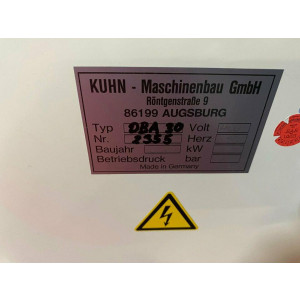 KUHN - Maschinenbau GmbH
Röntgenstraße 9
86199 AUGSBURG
Typ DBA 30 Volt
Nr. 2335 Herz
Baujahr kW
Betriebsdruck bar
Made in Germany